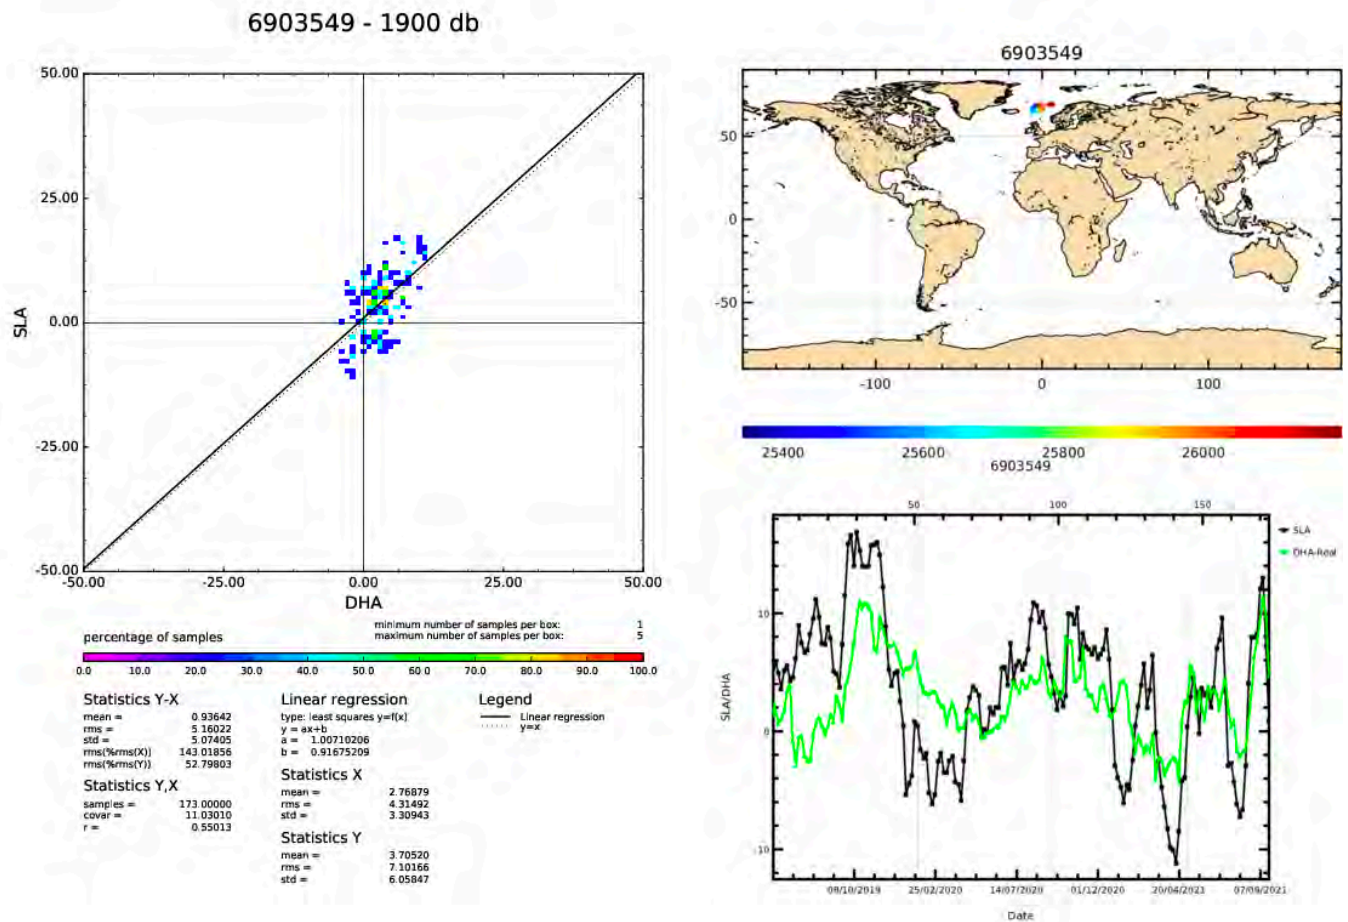 6903549 - 1900 db
50.00
25.00
0.00
-25.00
-50.00
SLA
-50.00 -25.00 0.00 25.00 50.00
DHA
minimum number of samples per box: 1
maximum number of samples per box: 5
percentage of samples
0.0 10.0 20.0 30.0 40.0 50.0 60.0 70.0 80.0 90.0 100.0
Statistics Y-X
mean = 0.93642
rms = 5.16022
std = 5.07405
rms(%rms(X)) 143.01856
rms(%rms(Y)) 52.79803
Statistics Y,X
samples = 173.00000
covar = 11.03010
r = 0.55013
Linear regression
type: least squares y=f(x)
y = ax+b
a = 1.00710206
b = 0.91675209
Statistics X
mean = 2.76879
rms = 4.31492
std = 3.30943
Statistics Y
mean = 3.70520
rms = 7.10166
std = 6.05847
Legend
Linear regression
y=x
6903549
50
0
-50
-100 0 100
25400 25600 25800 26000
6903549
50 100 150
SLA
DHA-Real
10
0
-10
SLA/DHA
09/10/2019 25/02/2020 14/07/2020 01/12/2020 20/04/2021 07/09/2021
Date